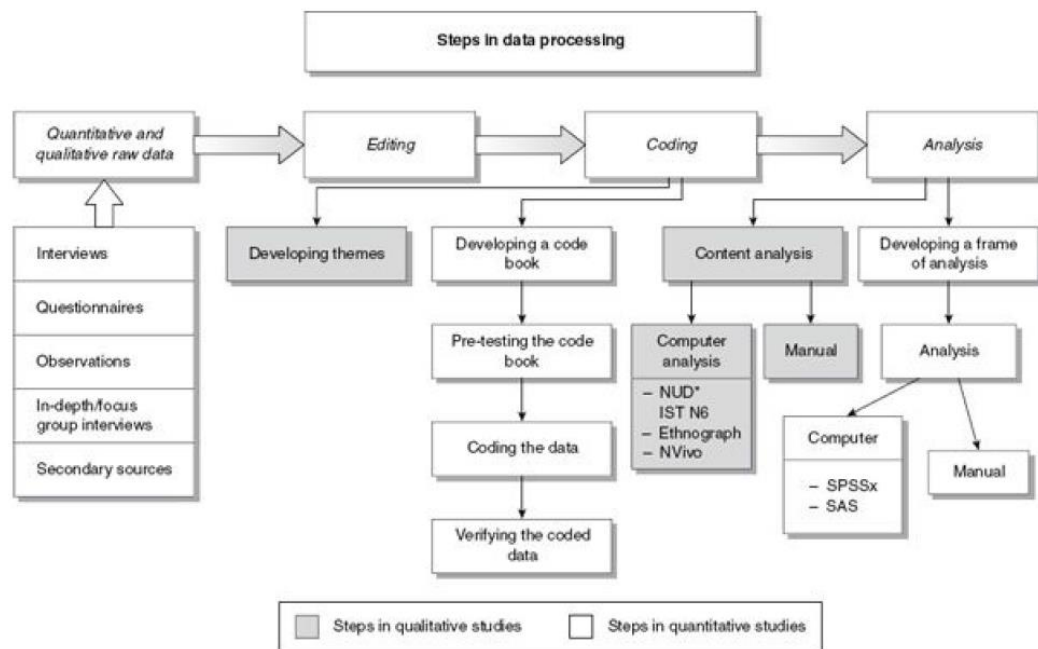 Steps in data processing
Quantitative and
qualitative raw data
Editing
Coding
Analysis
Interviews
Questionnaires
Observations
In-depth/focus
group interviews
Secondary sources
Developing themes
Developing a code
book
Pre-testing the code
book
Coding the data
Verifying the coded
data
Content analysis
Computer
analysis
– NUD*
IST N6
– Ethnograph
– NVivo
Manual
Developing a frame
of analysis
Analysis
Computer
– SPSSx
– SAS
Manual
Steps in qualitative studies
Steps in quantitative studies